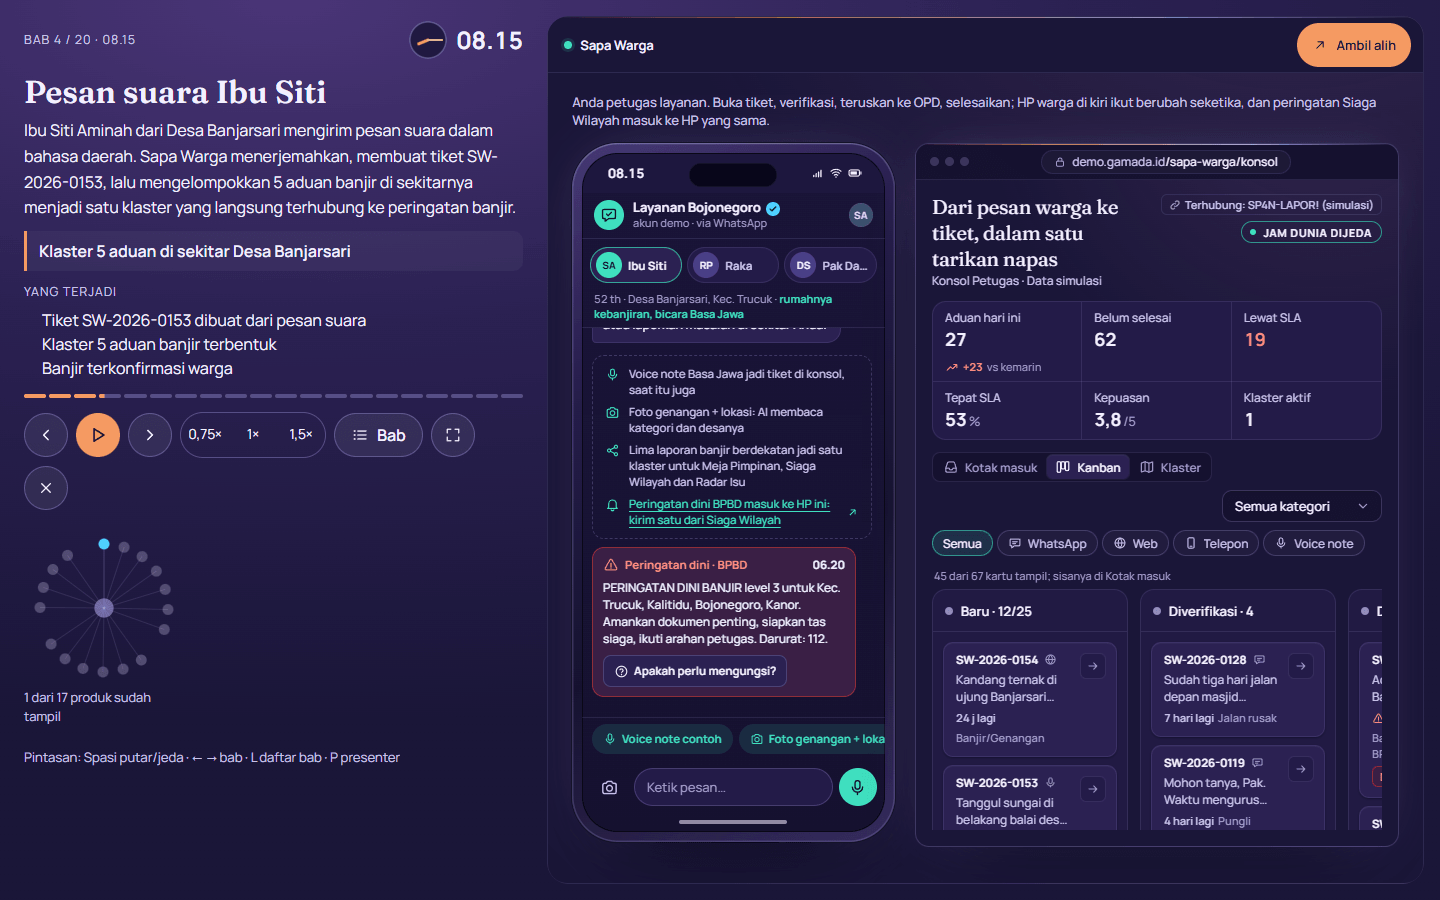 BAB 4 / 20 · 08.15
08.15
Pesan suara Ibu Siti
Ibu Siti Aminah dari Desa Banjarsari mengirim pesan suara dalam
bahasa daerah. Sapa Warga menerjemahkan, membuat tiket SW-
2026-0153, lalu mengelompokkan 5 aduan banjir di sekitarnya
menjadi satu klaster yang langsung terhubung ke peringatan banjir.
Klaster 5 aduan di sekitar Desa Banjarsari
YANG TERJADI
Tiket SW-2026-0153 dibuat dari pesan suara
Klaster 5 aduan banjir terbentuk
Banjir terkonfirmasi warga
0,75× 1× 1,5×
Bab
1 dari 17 produk sudah
tampil
Pintasan: Spasi putar/jeda · ← → bab · L daftar bab · P presenter
Sapa Warga
Ambil alih
Anda petugas layanan. Buka tiket, verifikasi, teruskan ke OPD, selesaikan; HP warga di kiri ikut berubah seketika, dan peringatan Siaga
Wilayah masuk ke HP yang sama.
08.15
Layanan Bojonegoro
akun demo · via WhatsApp
SA
SA Ibu Siti
RP Raka
DS Pak Da...
52 th · Desa Banjarsari, Kec. Trucuk · rumahnya
kebanjiran, bicara Basa Jawa
Voice note Basa Jawa jadi tiket di konsol,
saat itu juga
Foto genangan + lokasi: AI membaca
kategori dan desanya
Lima laporan banjir berdekatan jadi satu
klaster untuk Meja Pimpinan, Siaga
Wilayah dan Radar Isu
Peringatan dini BPBD masuk ke HP ini:
kirim satu dari Siaga Wilayah
Peringatan dini · BPBD 06.20
PERINGATAN DINI BANJIR level 3 untuk Kec.
Trucuk, Kalitidu, Bojonegoro, Kanor.
Amankan dokumen penting, siapkan tas
siaga, ikuti arahan petugas. Darurat: 112.
Apakah perlu mengungsi?
Voice note contoh
Foto genangan + loka
Ketik pesan...
demo.gamada.id/sapa-warga/konsol
Dari pesan warga ke
tiket, dalam satu
tarikan napas
Konsol Petugas · Data simulasi
Terhubung: SP4N-LAPOR! (simulasi)
JAM DUNIA DIJEDA
Aduan hari ini
27
+23 vs kemarin
Belum selesai
62
Lewat SLA
19
Tepat SLA
53 %
Kepuasan
3,8 /5
Klaster aktif
1
Kotak masuk
Kanban
Klaster
Semua kategori
Semua
WhatsApp
Web
Telepon
Voice note
45 dari 67 kartu tampil; sisanya di Kotak masuk
Baru · 12/25
SW-2026-0154
Kandang ternak di
ujung Banjarsari...
24 j lagi
Banjir/Genangan
SW-2026-0153
Tanggul sungai di
belakang balai des...
Diverifikasi · 4
SW-2026-0128
Sudah tiga hari jalan
depan masjid...
7 hari lagi Jalan rusak
SW-2026-0119
Mohon tanya, Pak.
Waktu mengurus...
4 hari lagi Pungli